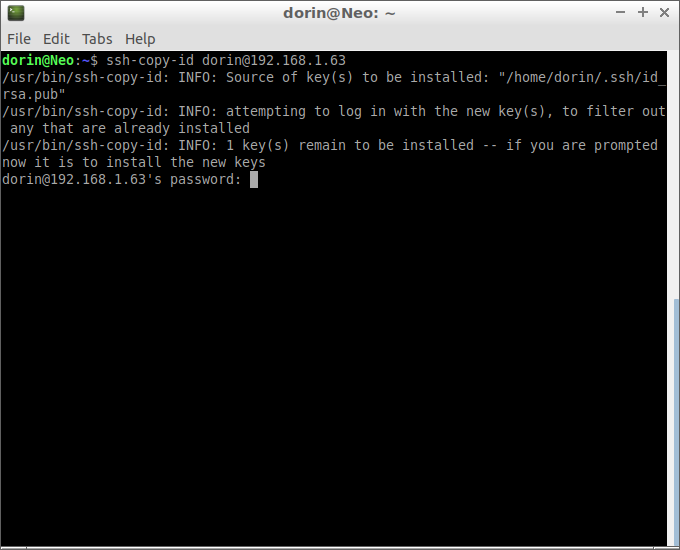 dorin@Neo: ~
File Edit Tabs Help
dorin@Neo:~$ ssh-copy-id dorin@192.168.1.63
/usr/bin/ssh-copy-id: INFO: Source of key(s) to be installed: "/home/dorin/.ssh/id_
rsa.pub"
/usr/bin/ssh-copy-id: INFO: attempting to log in with the new key(s), to filter out
 any that are already installed
/usr/bin/ssh-copy-id: INFO: 1 key(s) remain to be installed -- if you are prompted
now it is to install the new keys
dorin@192.168.1.63's password: